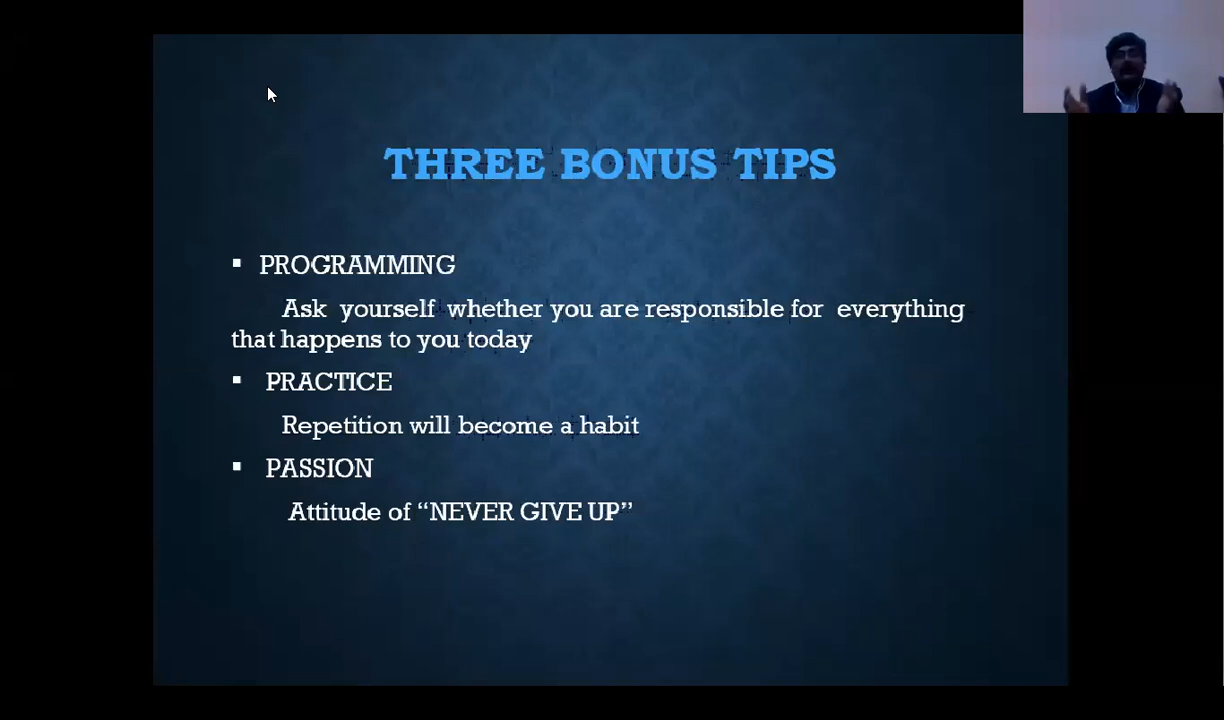 THREE BONUS TIPS
▪ PROGRAMMING
Ask yourself whether you are responsible for everything
that happens to you today
▪ PRACTICE
Repetition will become a habit
▪ PASSION
Attitude of “NEVER GIVE UP”